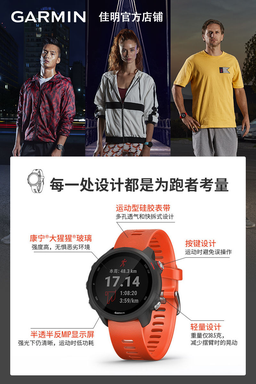 GARMIN 佳明官方店铺
每一处设计都是为跑者考量
运动型硅胶表带
多孔透气和快拆式设计
康宁®大猩猩®玻璃
强度高，无惧恶劣环境
按键设计
运动时避免误操作
48.3 km
17.14
1:08:20
3:59/km
半透半反MIP显示屏
强光下仍清晰，运动时低功耗
轻量设计
重量仅38.5克，
减少摆臂时的晃动